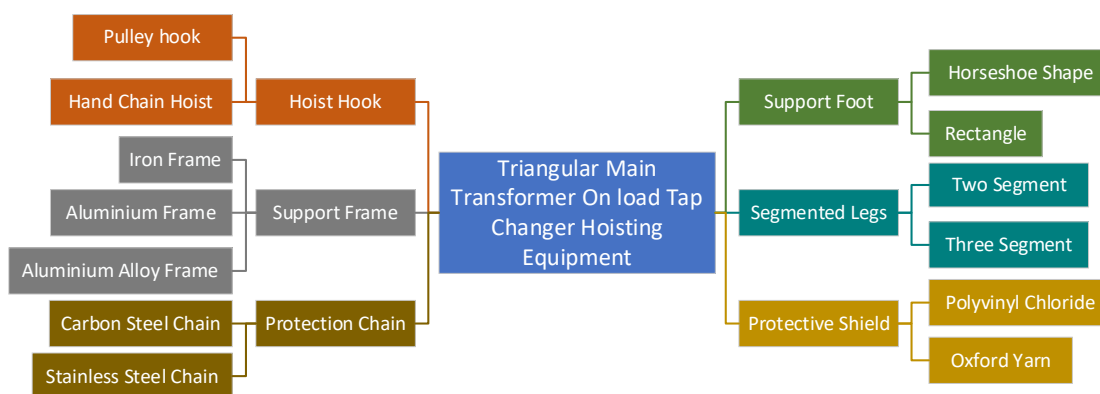 Pulley hook
Hand Chain Hoist
Hoist Hook
Iron Frame
Aluminium Frame
Support Frame
Aluminium Alloy Frame
Carbon Steel Chain
Protection Chain
Stainless Steel Chain
Triangular Main
Transformer On load Tap
Changer Hoisting
Equipment
Support Foot
Horseshoe Shape
Rectangle
Segmented Legs
Two Segment
Three Segment
Protective Shield
Polyvinyl Chloride
Oxford Yarn